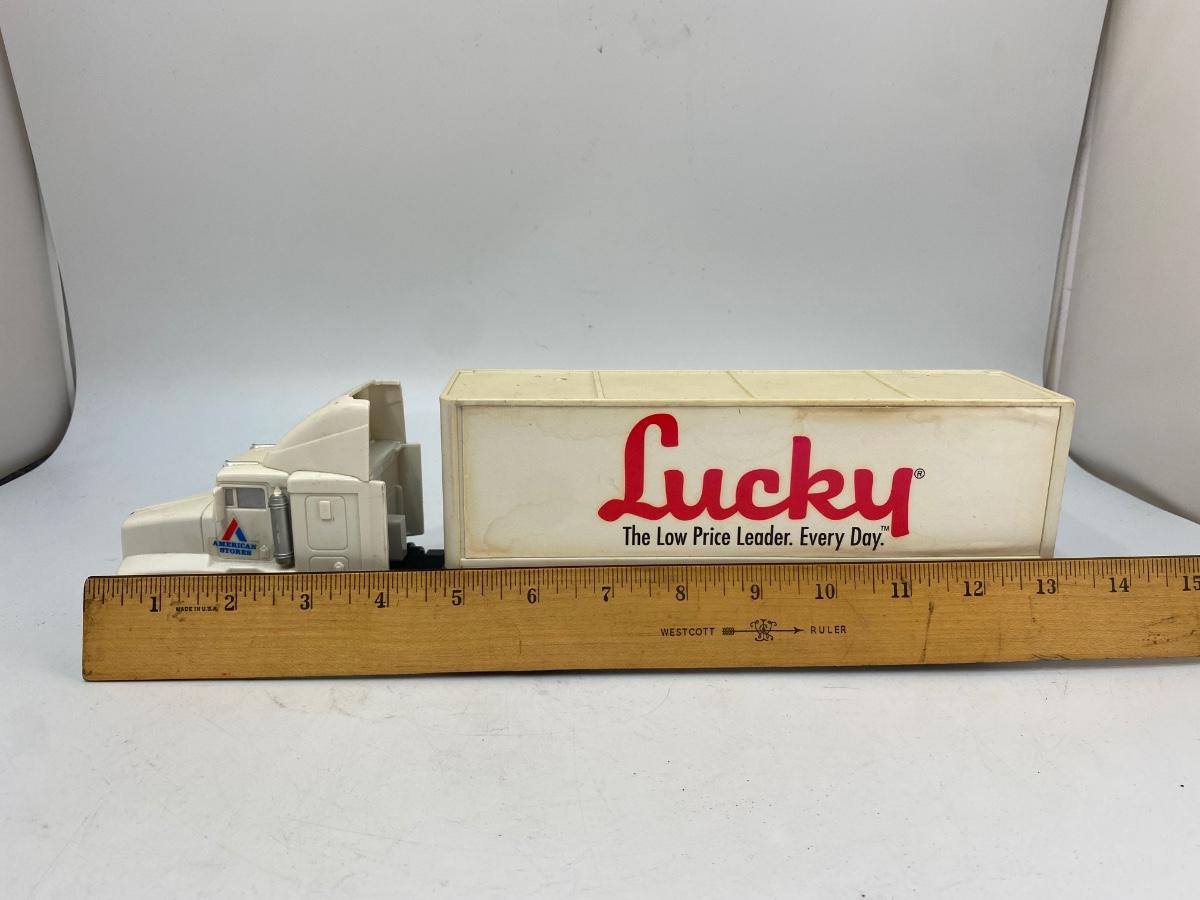 Lucky®
The Low Price Leader. Every Day.™
AMERICAN
STORES
1 2 3 4 5 6 7 8 9 10 11 12 13 14 15
MADE IN U.S.A.
WESTCOTT RULER